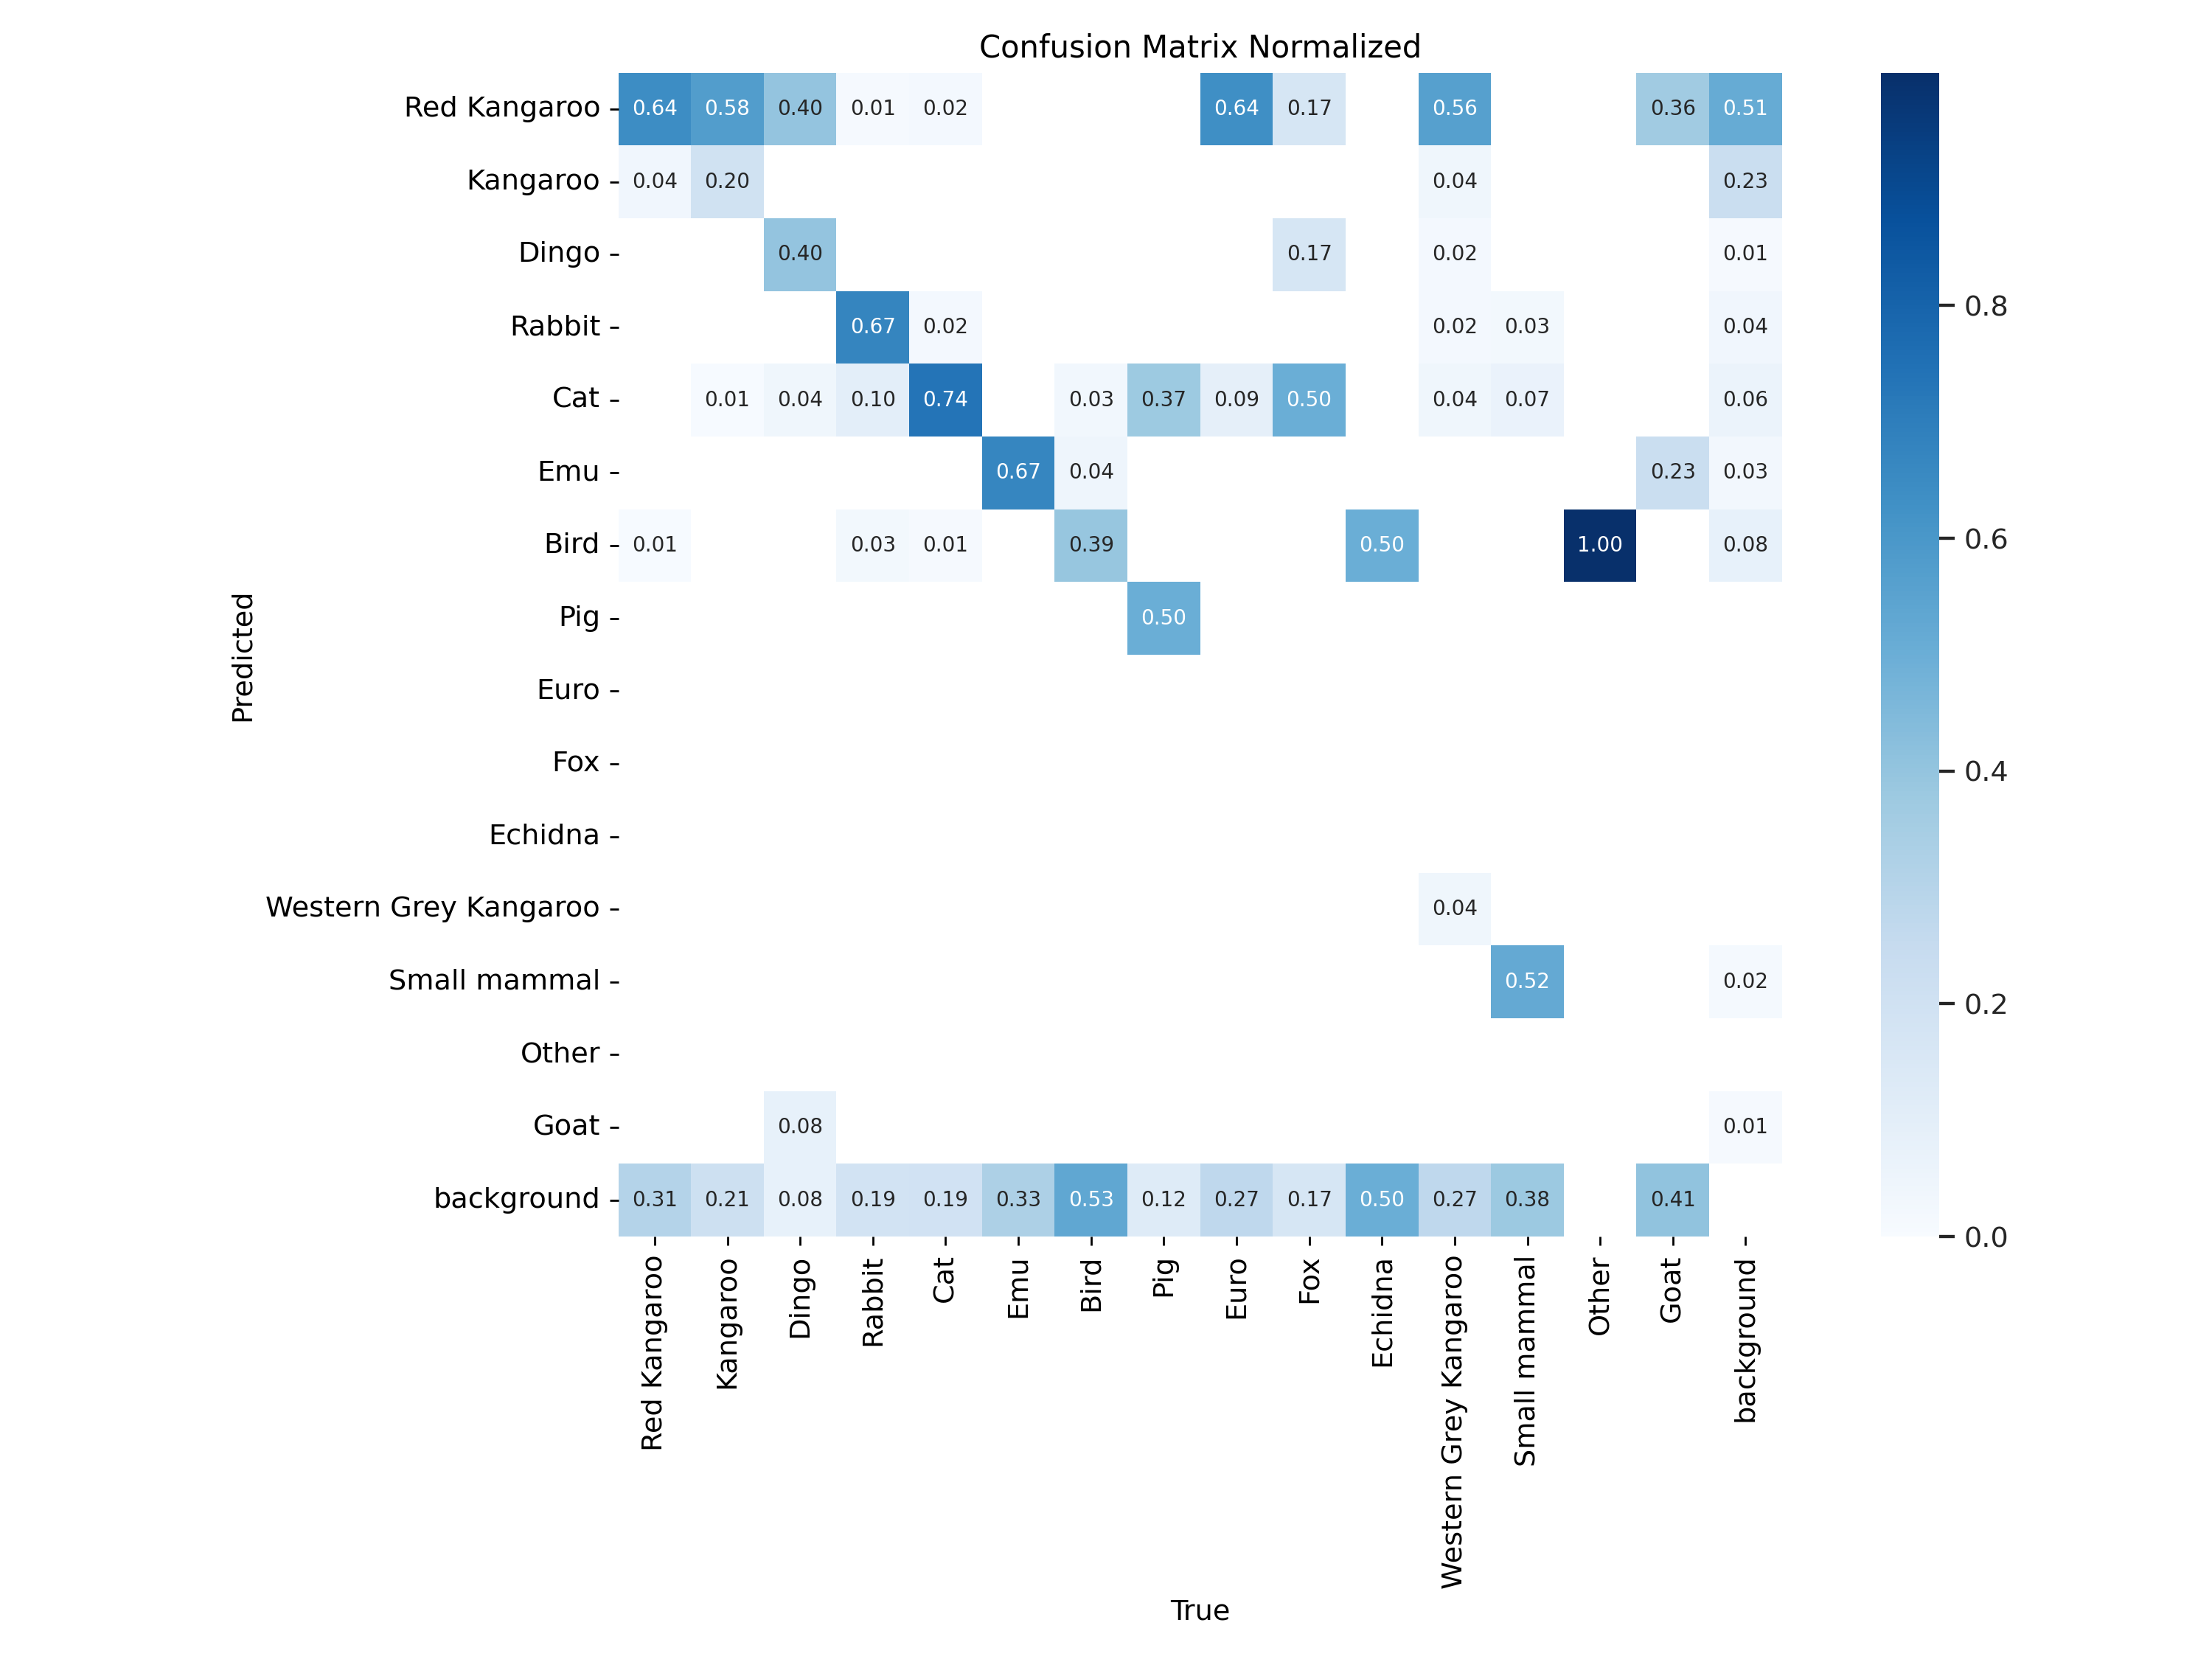 Confusion Matrix Normalized
Red Kangaroo 0.64 0.58 0.40 0.01 0.02 0.64 0.17 0.56 0.36 0.51
Kangaroo 0.04 0.20 0.04 0.23
Dingo 0.40 0.17 0.02 0.01
Rabbit 0.67 0.02 0.02 0.03 0.04
Cat 0.01 0.04 0.10 0.74 0.03 0.37 0.09 0.50 0.04 0.07 0.06
Emu 0.67 0.04 0.23 0.03
Bird 0.01 0.03 0.01 0.39 0.50 1.00 0.08
Pig 0.50
Euro
Fox
Echidna
Western Grey Kangaroo 0.04
Small mammal 0.52 0.02
Other
Goat 0.08 0.01
background 0.31 0.21 0.08 0.19 0.19 0.33 0.53 0.12 0.27 0.17 0.50 0.27 0.38 0.41
Predicted
Red Kangaroo
Kangaroo
Dingo
Rabbit
Cat
Emu
Bird
Pig
Euro
Fox
Echidna
Western Grey Kangaroo
Small mammal
Other
Goat
background
True
0.8
0.6
0.4
0.2
0.0